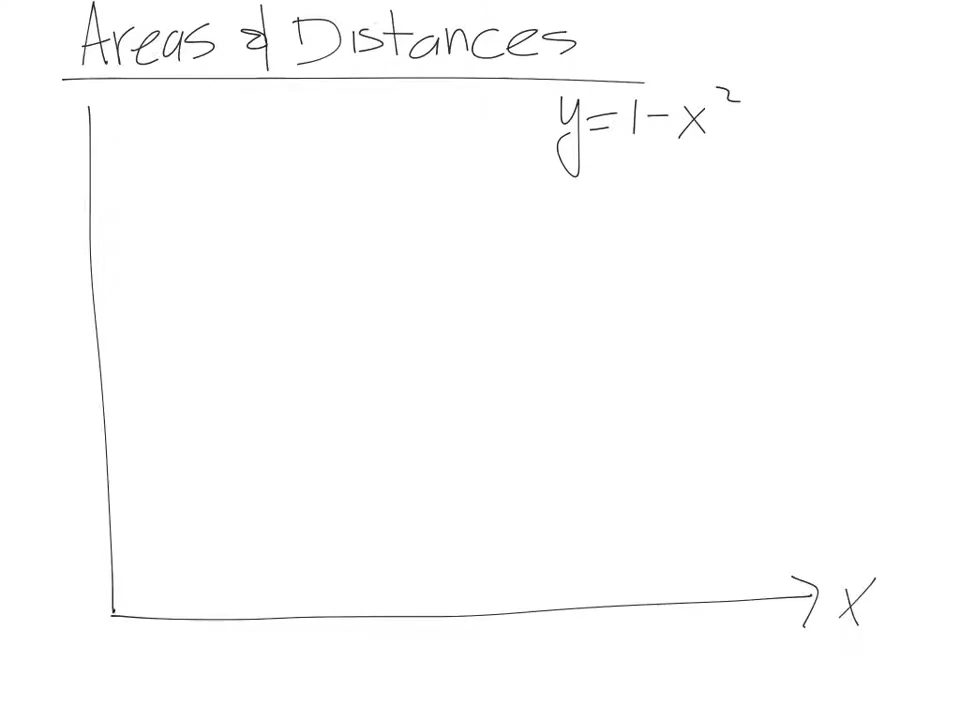 Areas & Distances
y=1-x²
x